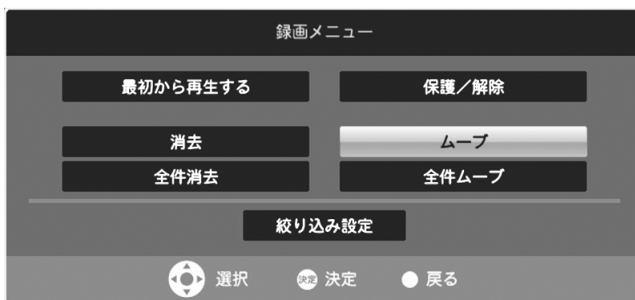 録画メニュー
最初から再生する 保護／解除
消去 ムーブ
全件消去 全件ムーブ
絞り込み設定
選択 決定 決定 戻る